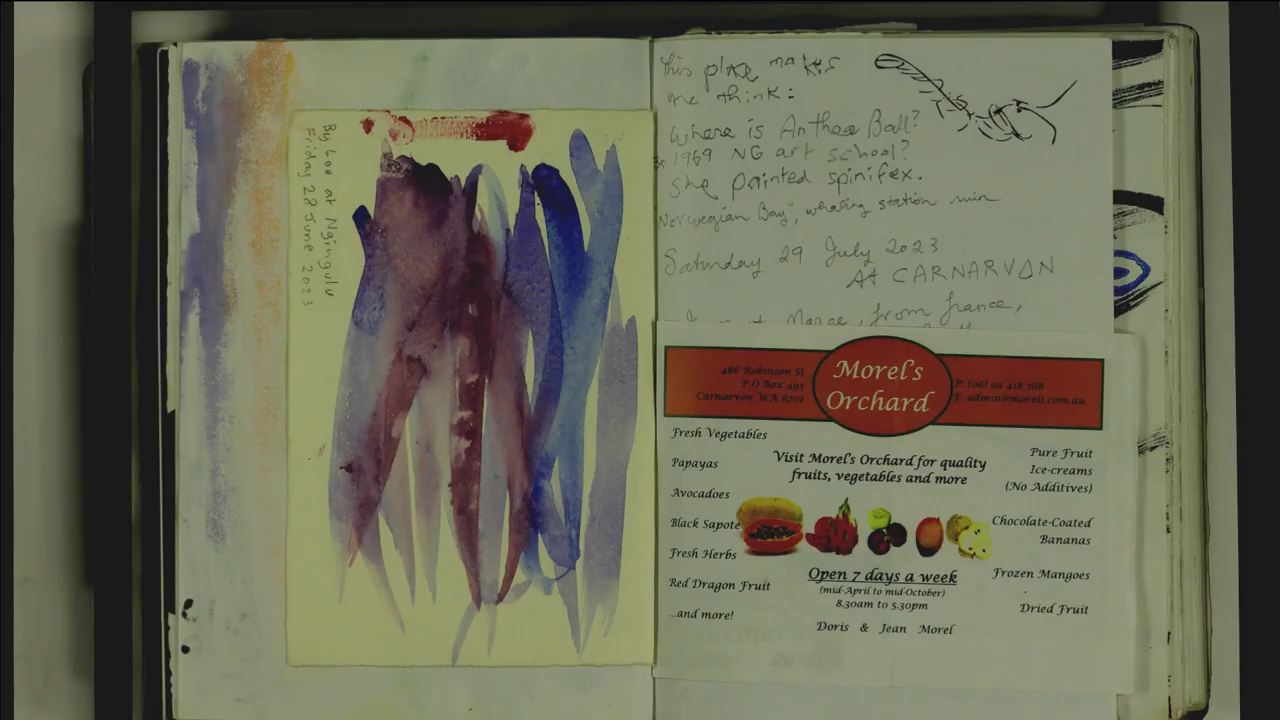 By Loo at Ngingulu
Friday 28 June 2023
This place makes
me think:
Where is Anthea Ball?
1969 NG art school?
She painted spinifex.
"Norwegian Bay", whaling station ruin
Saturday 29 July 2023
At CARNARVON
from France,
486 Robinson St
P.O Box 495
Carnarvon WA 6701
Morel's
Orchard
P. (08) 99 418 368
E. admin@morels.com.au
Fresh Vegetables
Papayas
Avocadoes
Black Sapote
Fresh Herbs
Red Dragon Fruit
...and more!
Visit Morel's Orchard for quality
fruits, vegetables and more
Open 7 days a week
(mid-April to mid-October)
8.30am to 5.30pm
Doris & Jean Morel
Pure Fruit
Ice-creams
(No Additives)
Chocolate-Coated
Bananas
Frozen Mangoes
Dried Fruit